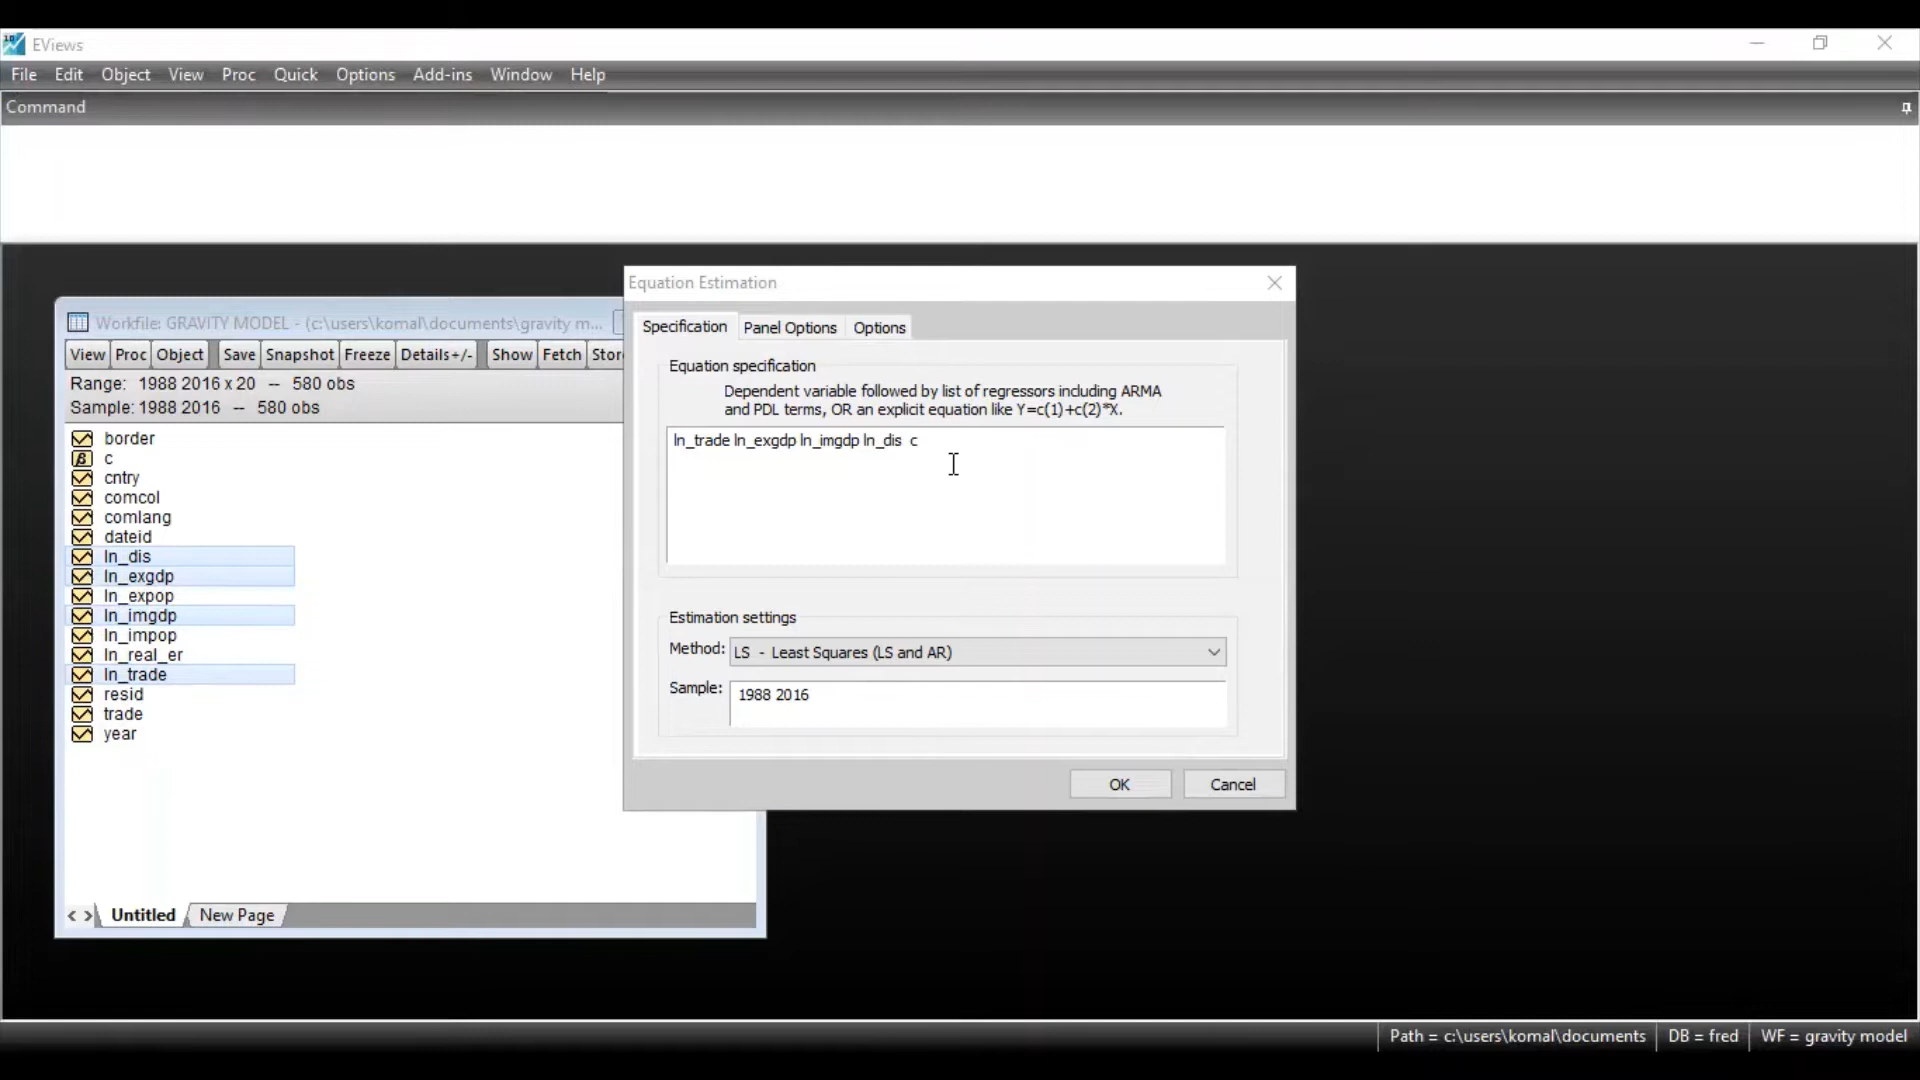 EViews
File Edit Object View Proc Quick Options Add-ins Window Help
Command
Workfile: GRAVITY MODEL - (c:\users\komal\documents\gravity m...
View Proc Object Save Snapshot Freeze Details+/- Show Fetch Stor
Range: 1988 2016 x 20 -- 580 obs
Sample: 1988 2016 -- 580 obs
border
c
cntry
comcol
comlang
dateid
ln_dis
ln_exgdp
ln_expop
ln_imgdp
ln_impop
ln_real_er
ln_trade
resid
trade
year
< > Untitled New Page
Equation Estimation
Specification Panel Options Options
Equation specification
Dependent variable followed by list of regressors including ARMA
and PDL terms, OR an explicit equation like Y=c(1)+c(2)*X.
ln_trade ln_exgdp ln_imgdp ln_dis c
Estimation settings
Method: LS - Least Squares (LS and AR)
Sample: 1988 2016
OK Cancel
Path = c:\users\komal\documents DB = fred WF = gravity model